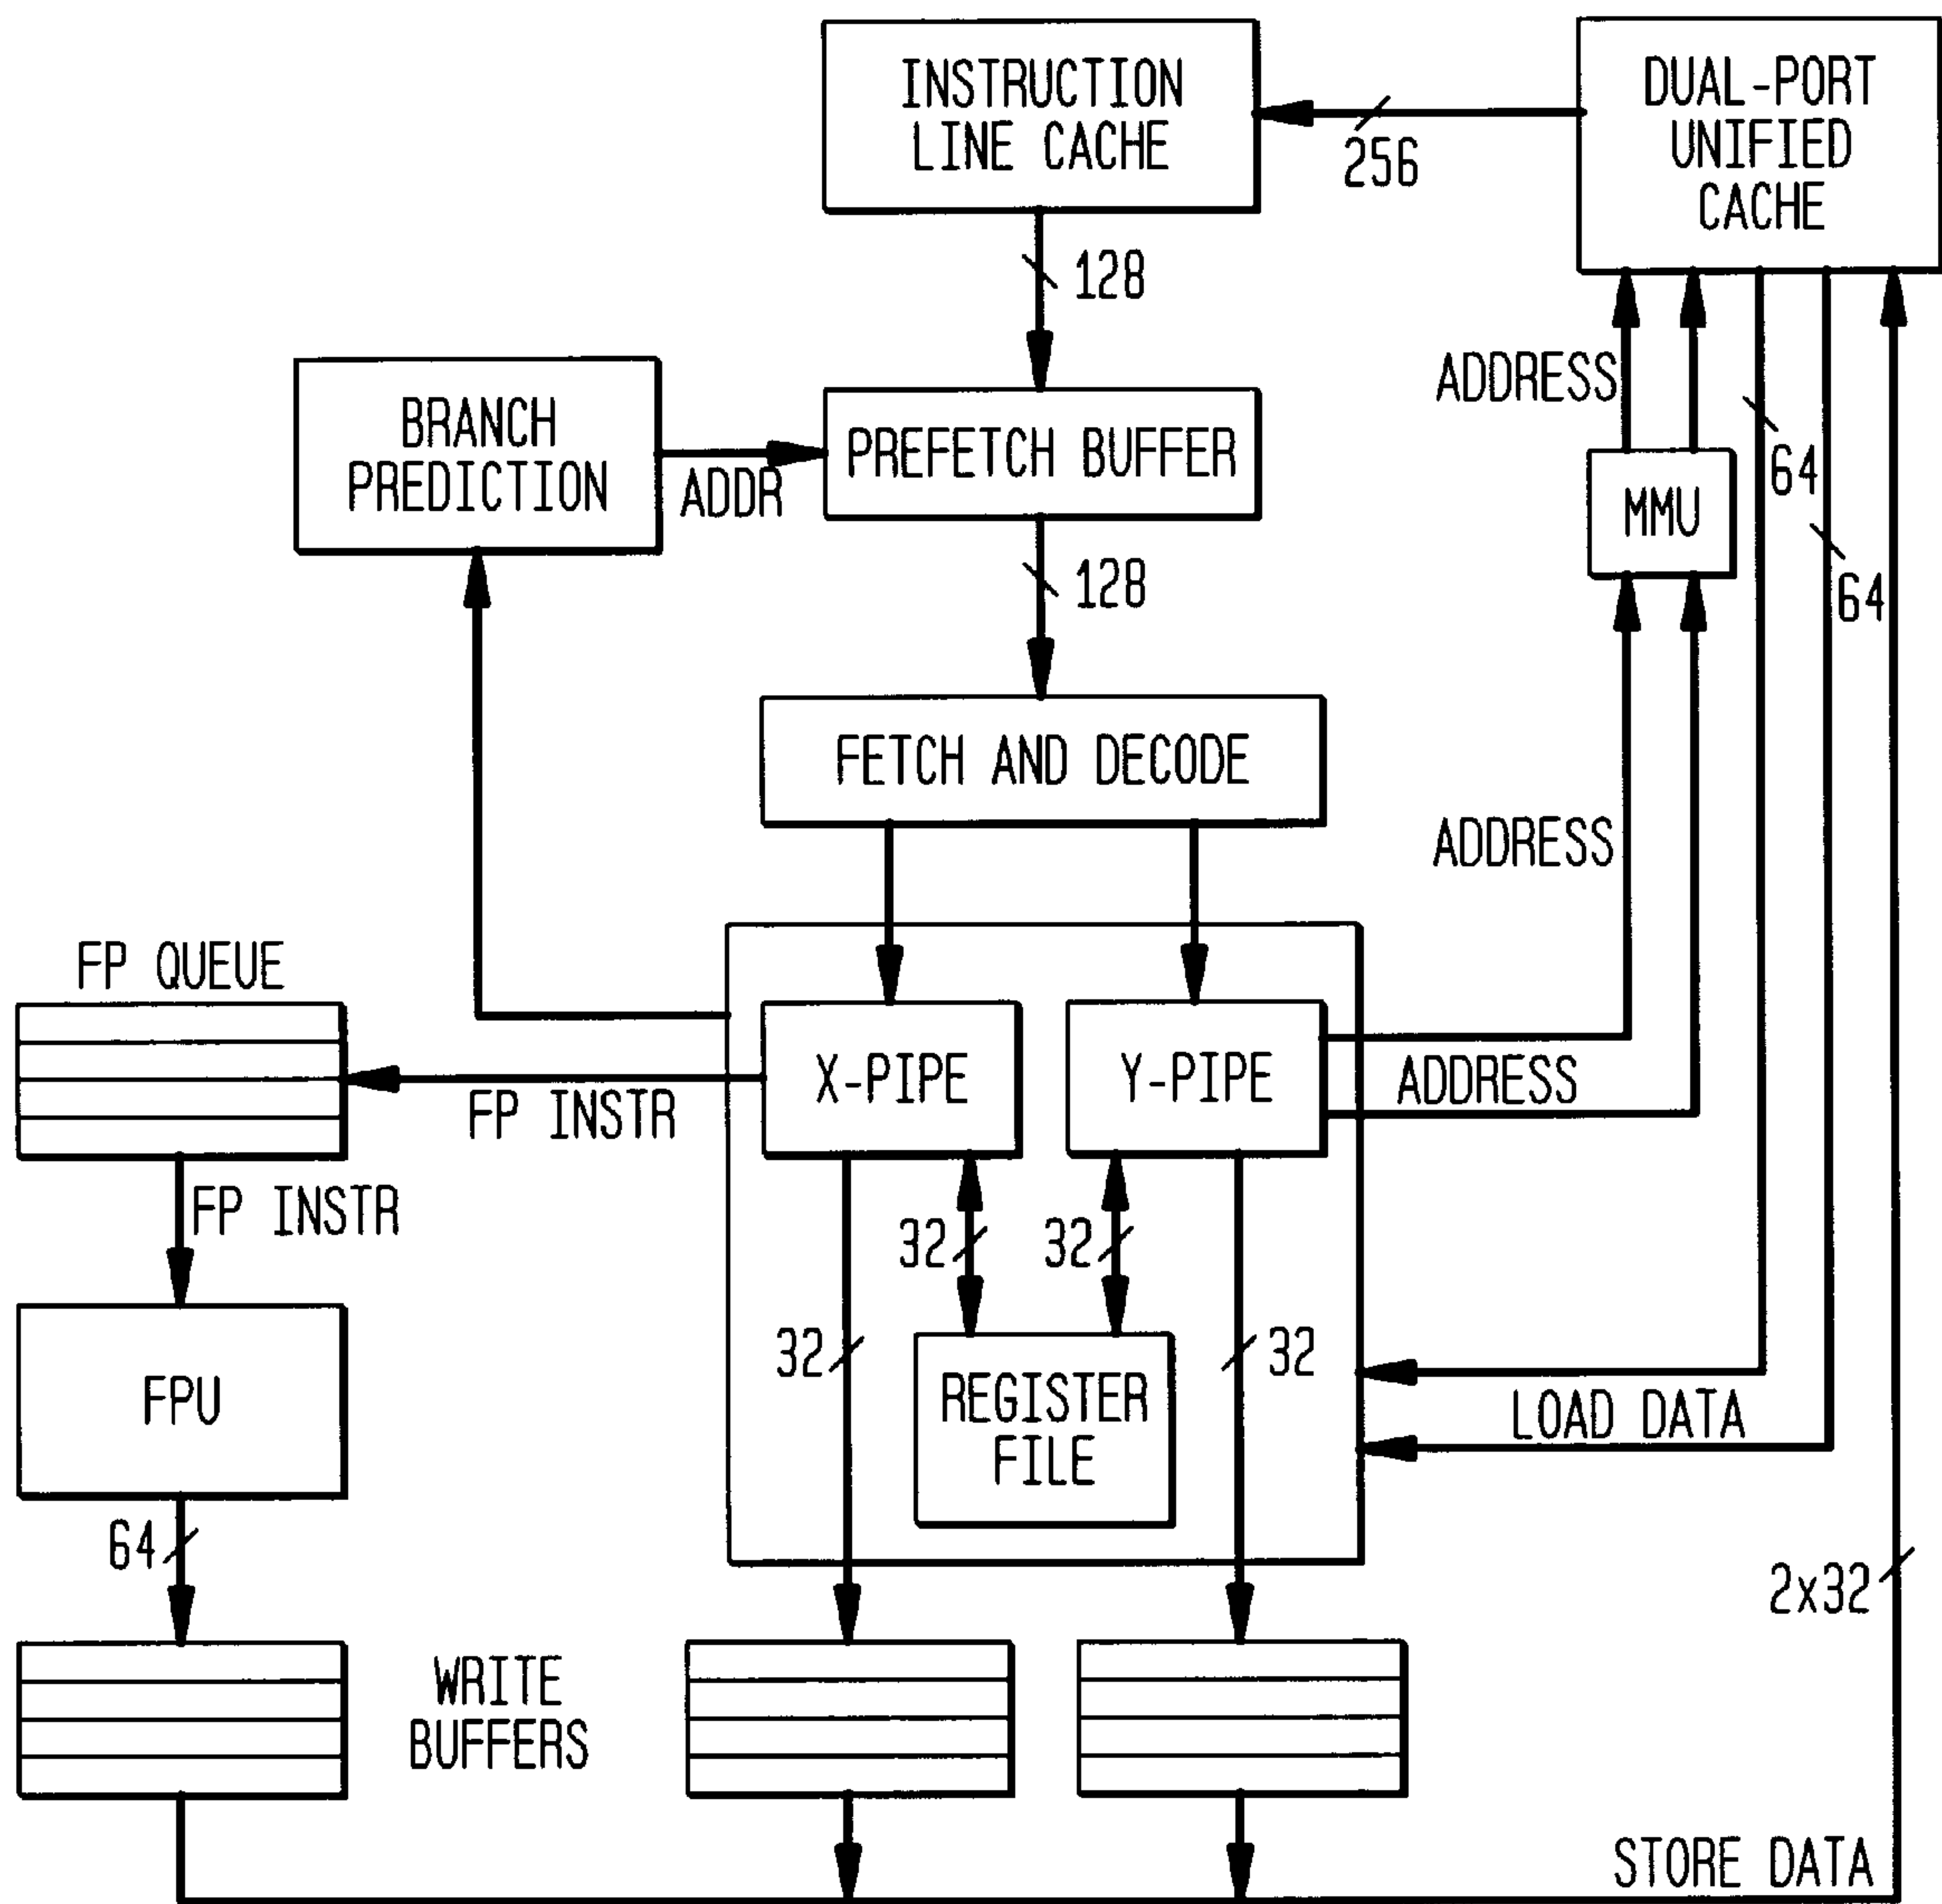 INSTRUCTION
LINE CACHE
DUAL-PORT
UNIFIED
CACHE
256
128
BRANCH
PREDICTION
ADDR
PREFETCH BUFFER
ADDRESS
MMU
64
64
128
FETCH AND DECODE
ADDRESS
FP QUEUE
X-PIPE
Y-PIPE
ADDRESS
FP INSTR
FP INSTR
32
32
32
32
FPU
REGISTER
FILE
LOAD DATA
64
2x32
WRITE
BUFFERS
STORE DATA